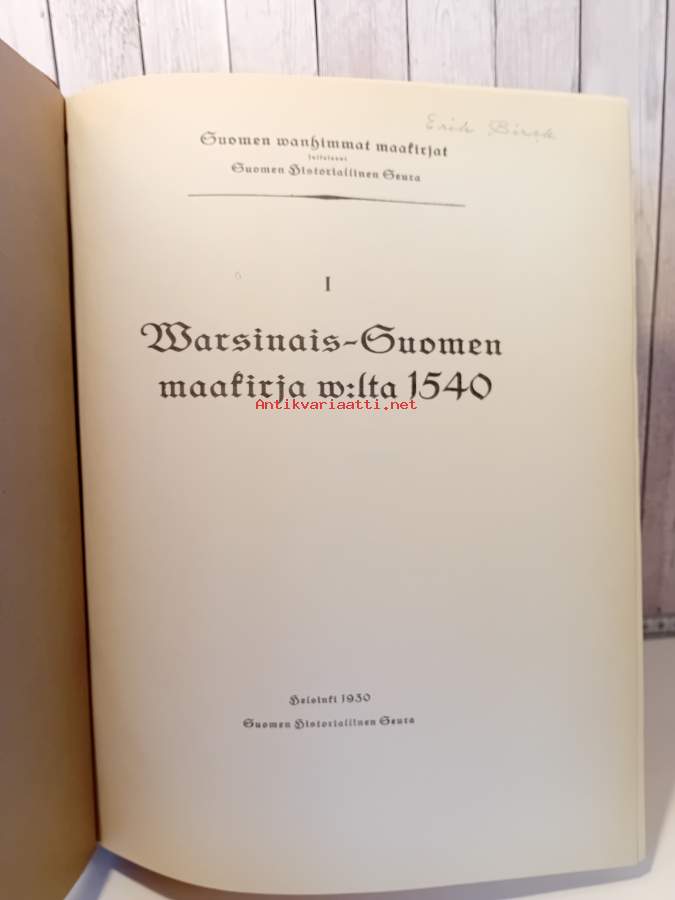 Erik Birck
Suomen wanhimmat maakirjat
julkaissut
Suomen Historiallinen Seura
I
Warsinais-Suomen
maakirja w:lta 1540
Antikvariaatti.net
Helsinki 1930
Suomen Historiallinen Seura